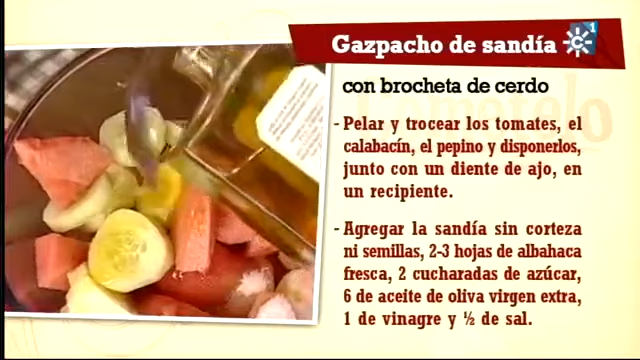 Gazpacho de sandía
1
con brocheta de cerdo
- Pelar y trocear los tomates, el
calabacín, el pepino y disponerlos,
junto con un diente de ajo, en
un recipiente.
- Agregar la sandía sin corteza
ni semillas, 2-3 hojas de albahaca
fresca, 2 cucharadas de azúcar,
6 de aceite de oliva virgen extra,
1 de vinagre y ½ de sal.